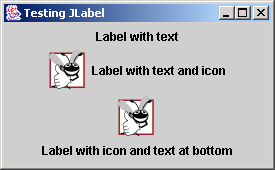 Testing JLabel
Label with text
Label with text and icon
Label with icon and text at bottom